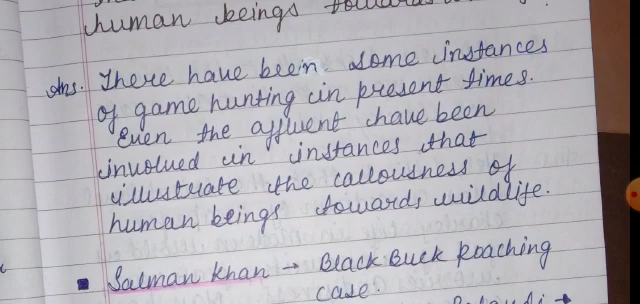 human beings towards
Ans. There have been some instances
of game hunting in present times.
Even the affluent have been
involved in instances that
illustrate the callousness of
human beings towards wildlife.
▪ Salman Khan → Black Buck Poaching
case.